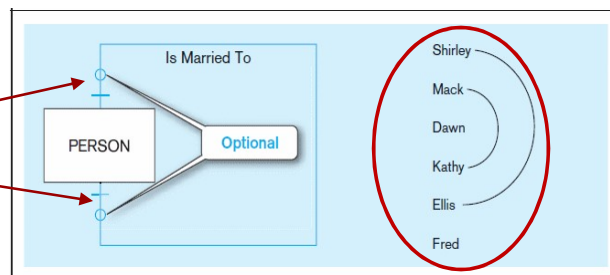 Is Married To
PERSON
Optional
Shirley
Mack
Dawn
Kathy
Ellis
Fred